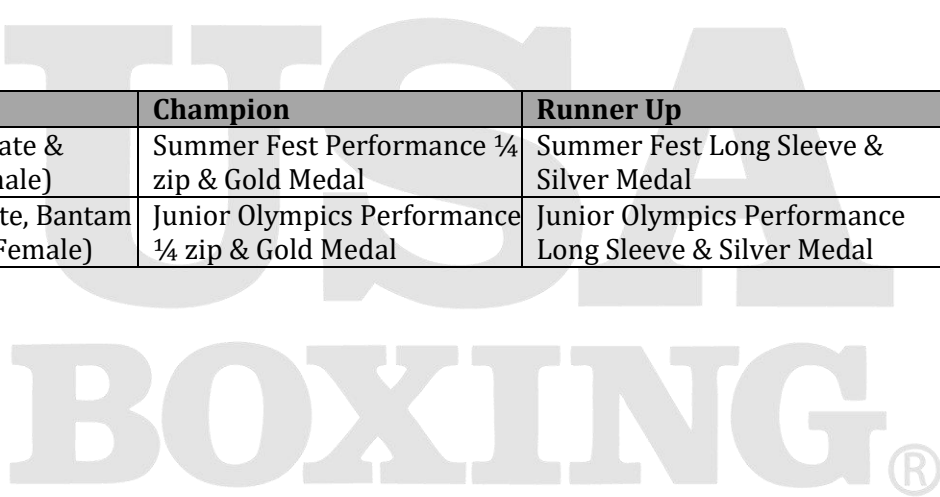 USA
Champion Runner Up
ate & Summer Fest Performance ¼ Summer Fest Long Sleeve &
nale) zip & Gold Medal Silver Medal
te, Bantam Junior Olympics Performance Junior Olympics Performance
Female) ¼ zip & Gold Medal Long Sleeve & Silver Medal
BOXING®